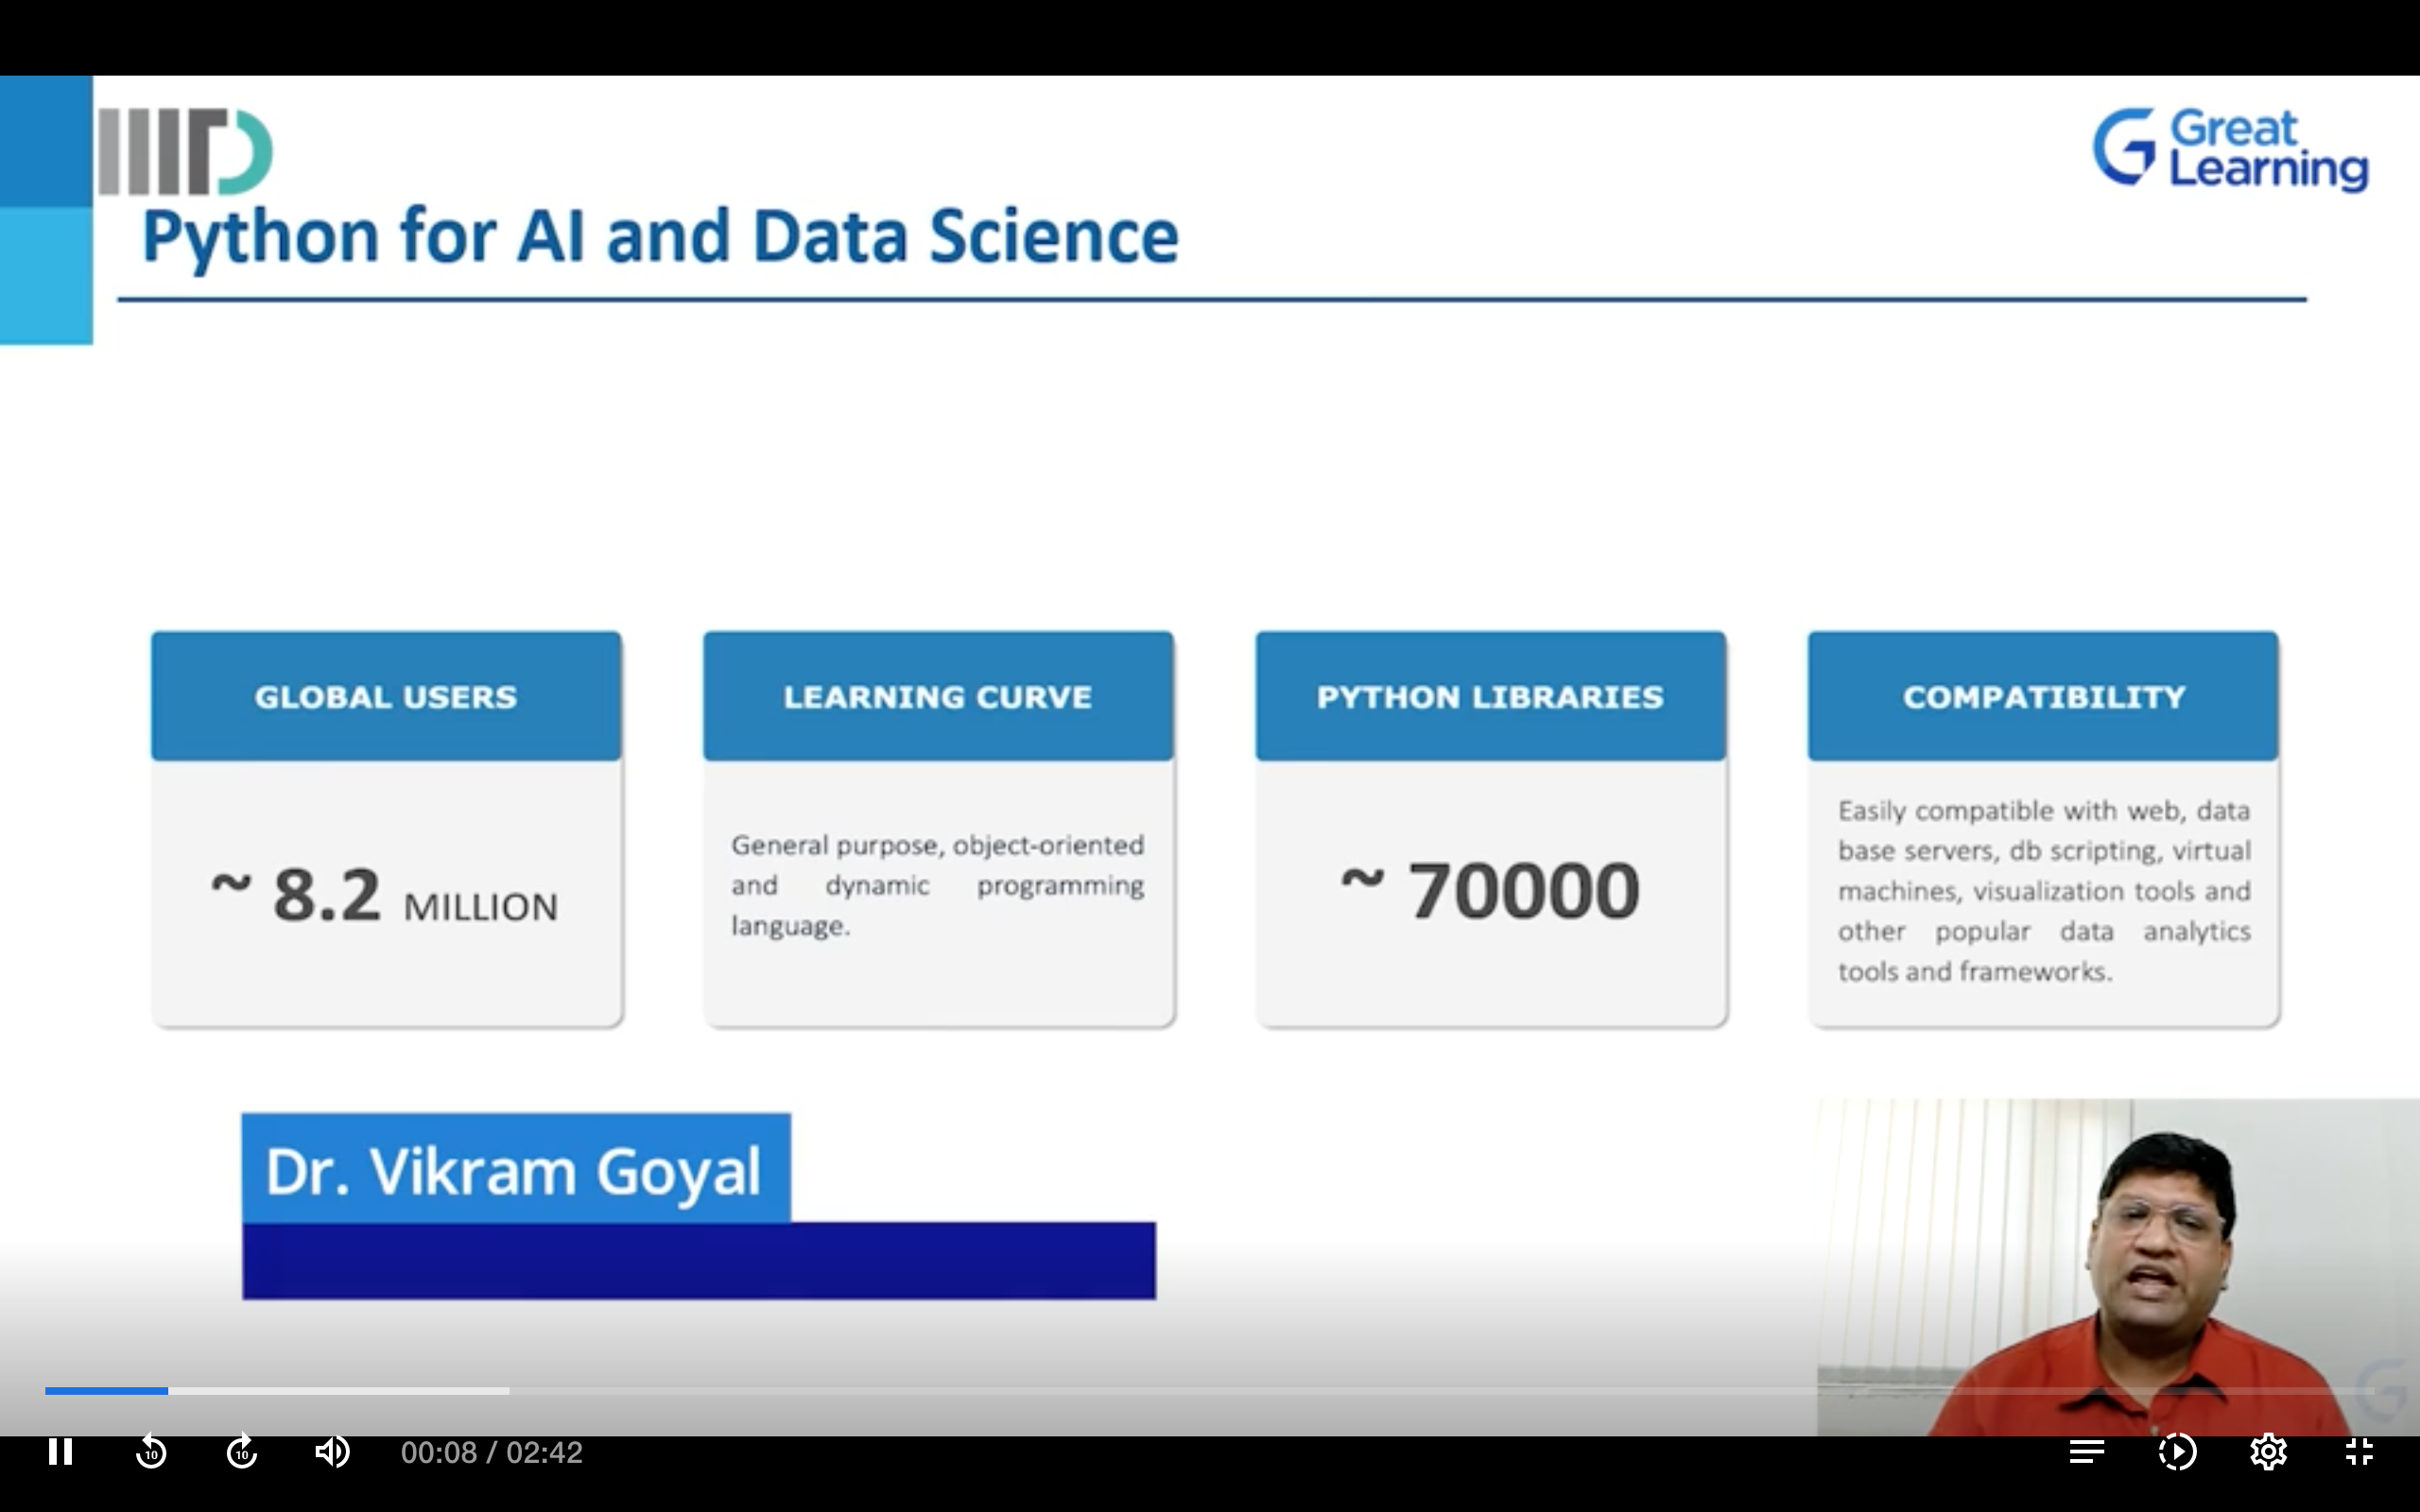 IIITD
Great
Learning
Python for AI and Data Science
GLOBAL USERS
~ 8.2 MILLION
LEARNING CURVE
General purpose, object-oriented
and dynamic programming
language.
PYTHON LIBRARIES
~ 70000
COMPATIBILITY
Easily compatible with web, data
base servers, db scripting, virtual
machines, visualization tools and
other popular data analytics
tools and frameworks.
Dr. Vikram Goyal
10
10
00:08 / 02:42